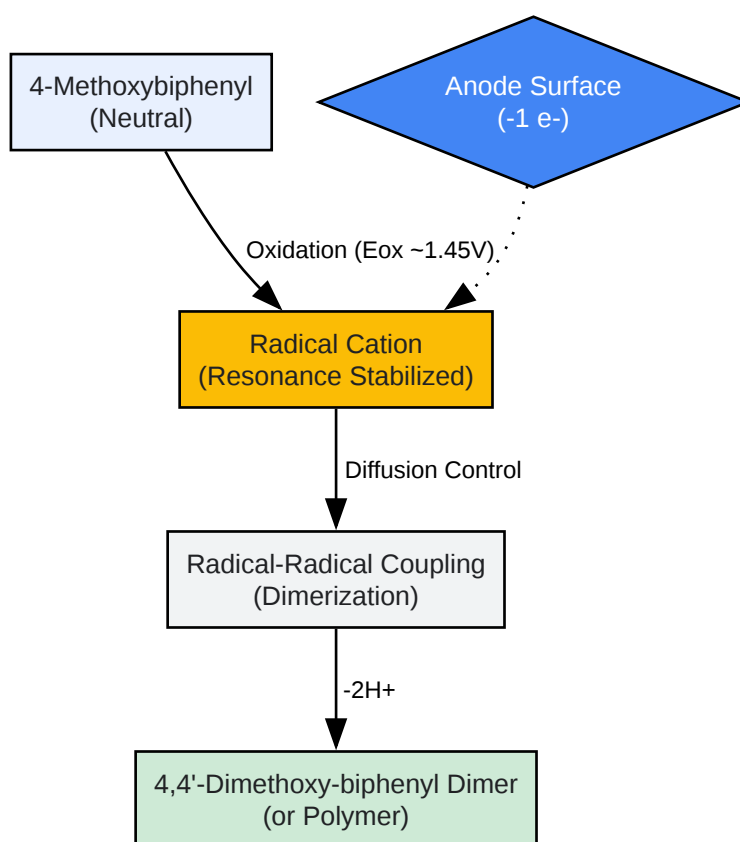 4-Methoxybiphenyl
(Neutral)
Anode Surface
(-1 e-)
Oxidation (Eox ~1.45V)
Radical Cation
(Resonance Stabilized)
Diffusion Control
Radical-Radical Coupling
(Dimerization)
-2H+
4,4'-Dimethoxy-biphenyl Dimer
(or Polymer)